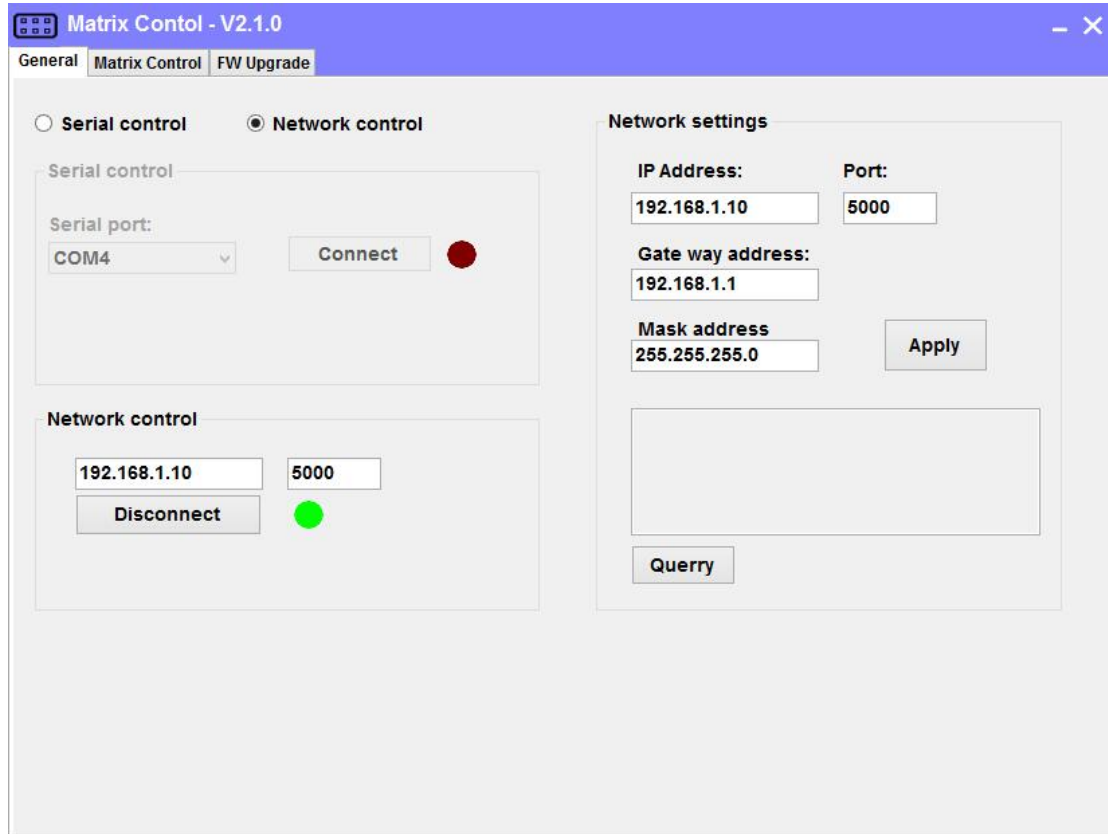 Matrix Contol - V2.1.0
General Matrix Control FW Upgrade
Serial control Network control
Serial control
Serial port:
COM4 Connect
Network control
192.168.1.10 5000
Disconnect
Network settings
IP Address: Port:
192.168.1.10 5000
Gate way address:
192.168.1.1
Mask address
255.255.255.0
Apply
Querry